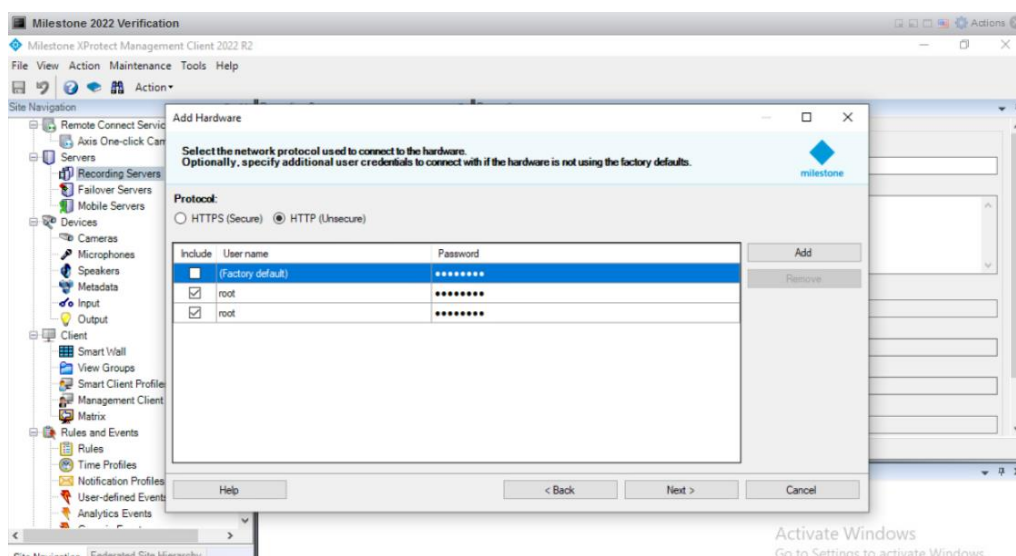 Milestone 2022 Verification
Actions
Milestone XProtect Management Client 2022 R2
File View Action Maintenance Tools Help
Action
Site Navigation
Remote Connect Servic
Axis One-click Cam
Servers
Recording Servers
Failover Servers
Mobile Servers
Devices
Cameras
Microphones
Speakers
Metadata
Input
Output
Client
Smart Wall
View Groups
Smart Client Profile
Management Client
Matrix
Rules and Events
Rules
Time Profiles
Notification Profiles
User-defined Events
Analytics Events
Add Hardware
Select the network protocol used to connect to the hardware.
Optionally, specify additional user credentials to connect with if the hardware is not using the factory defaults.
milestone
Protocol:
HTTPS (Secure) HTTP (Unsecure)
Include User name Password
(Factory default) ••••••••
root ••••••••
root ••••••••
Add
Remove
Help < Back Next > Cancel
Activate Windows
Go to Settings to activate Windows.
Site Navigation Federated Site Hierarchy